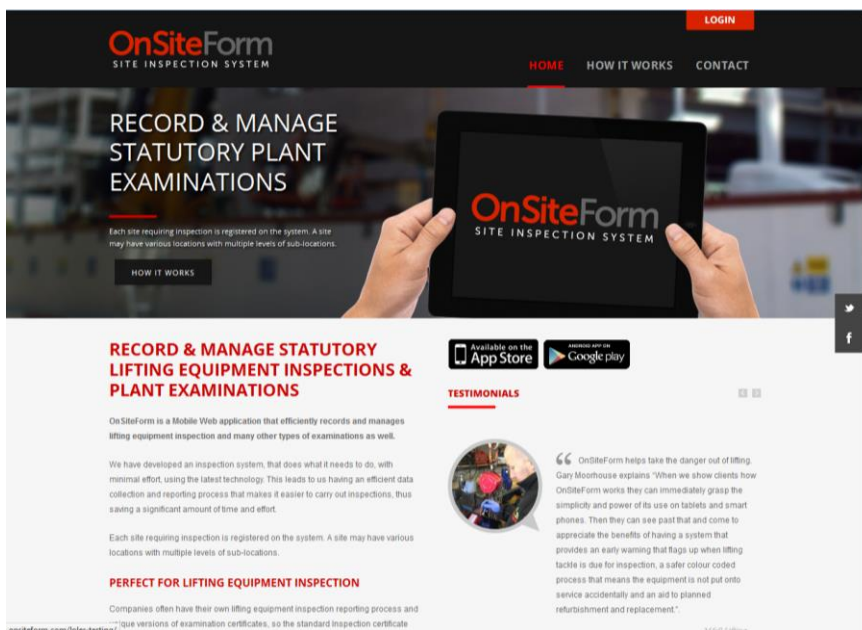 LOGIN
OnSiteForm
SITE INSPECTION SYSTEM
HOME HOW IT WORKS CONTACT
RECORD & MANAGE
STATUTORY PLANT
EXAMINATIONS
Each site requiring inspection is registered on the system. A site
may have various locations with multiple levels of sub-locations.
HOW IT WORKS
OnSiteForm
SITE INSPECTION SYSTEM
RECORD & MANAGE STATUTORY
LIFTING EQUIPMENT INSPECTIONS &
PLANT EXAMINATIONS
OnSiteForm is a Mobile Web application that efficiently records and manages
lifting equipment inspection and many other types of examinations as well.
We have developed an inspection system, that does what it needs to do, with
minimal effort, using the latest technology. This leads to us having an efficient data
collection and reporting process that makes it easier to carry out inspections, thus
saving a significant amount of time and effort.
Each site requiring inspection is registered on the system. A site may have various
locations with multiple levels of sub-locations.
PERFECT FOR LIFTING EQUIPMENT INSPECTION
Companies often have their own lifting equipment inspection reporting process and
versions of examination certificates, so the standard inspection certificate
Available on the
App Store
ANDROID APP ON
Google play
TESTIMONIALS
“ OnSiteForm helps take the danger out of lifting.
Gary Moorhouse explains “When we show clients how
OnSiteForm works they can immediately grasp the
simplicity and power of its use on tablets and smart
phones. Then they can see past that and come to
appreciate the benefits of having a system that
provides an early warning that flags up when lifting
tackle is due for inspection, a safer colour coded
process that means the equipment is not put onto
service accidentally and an aid to planned
refurbishment and replacement”.